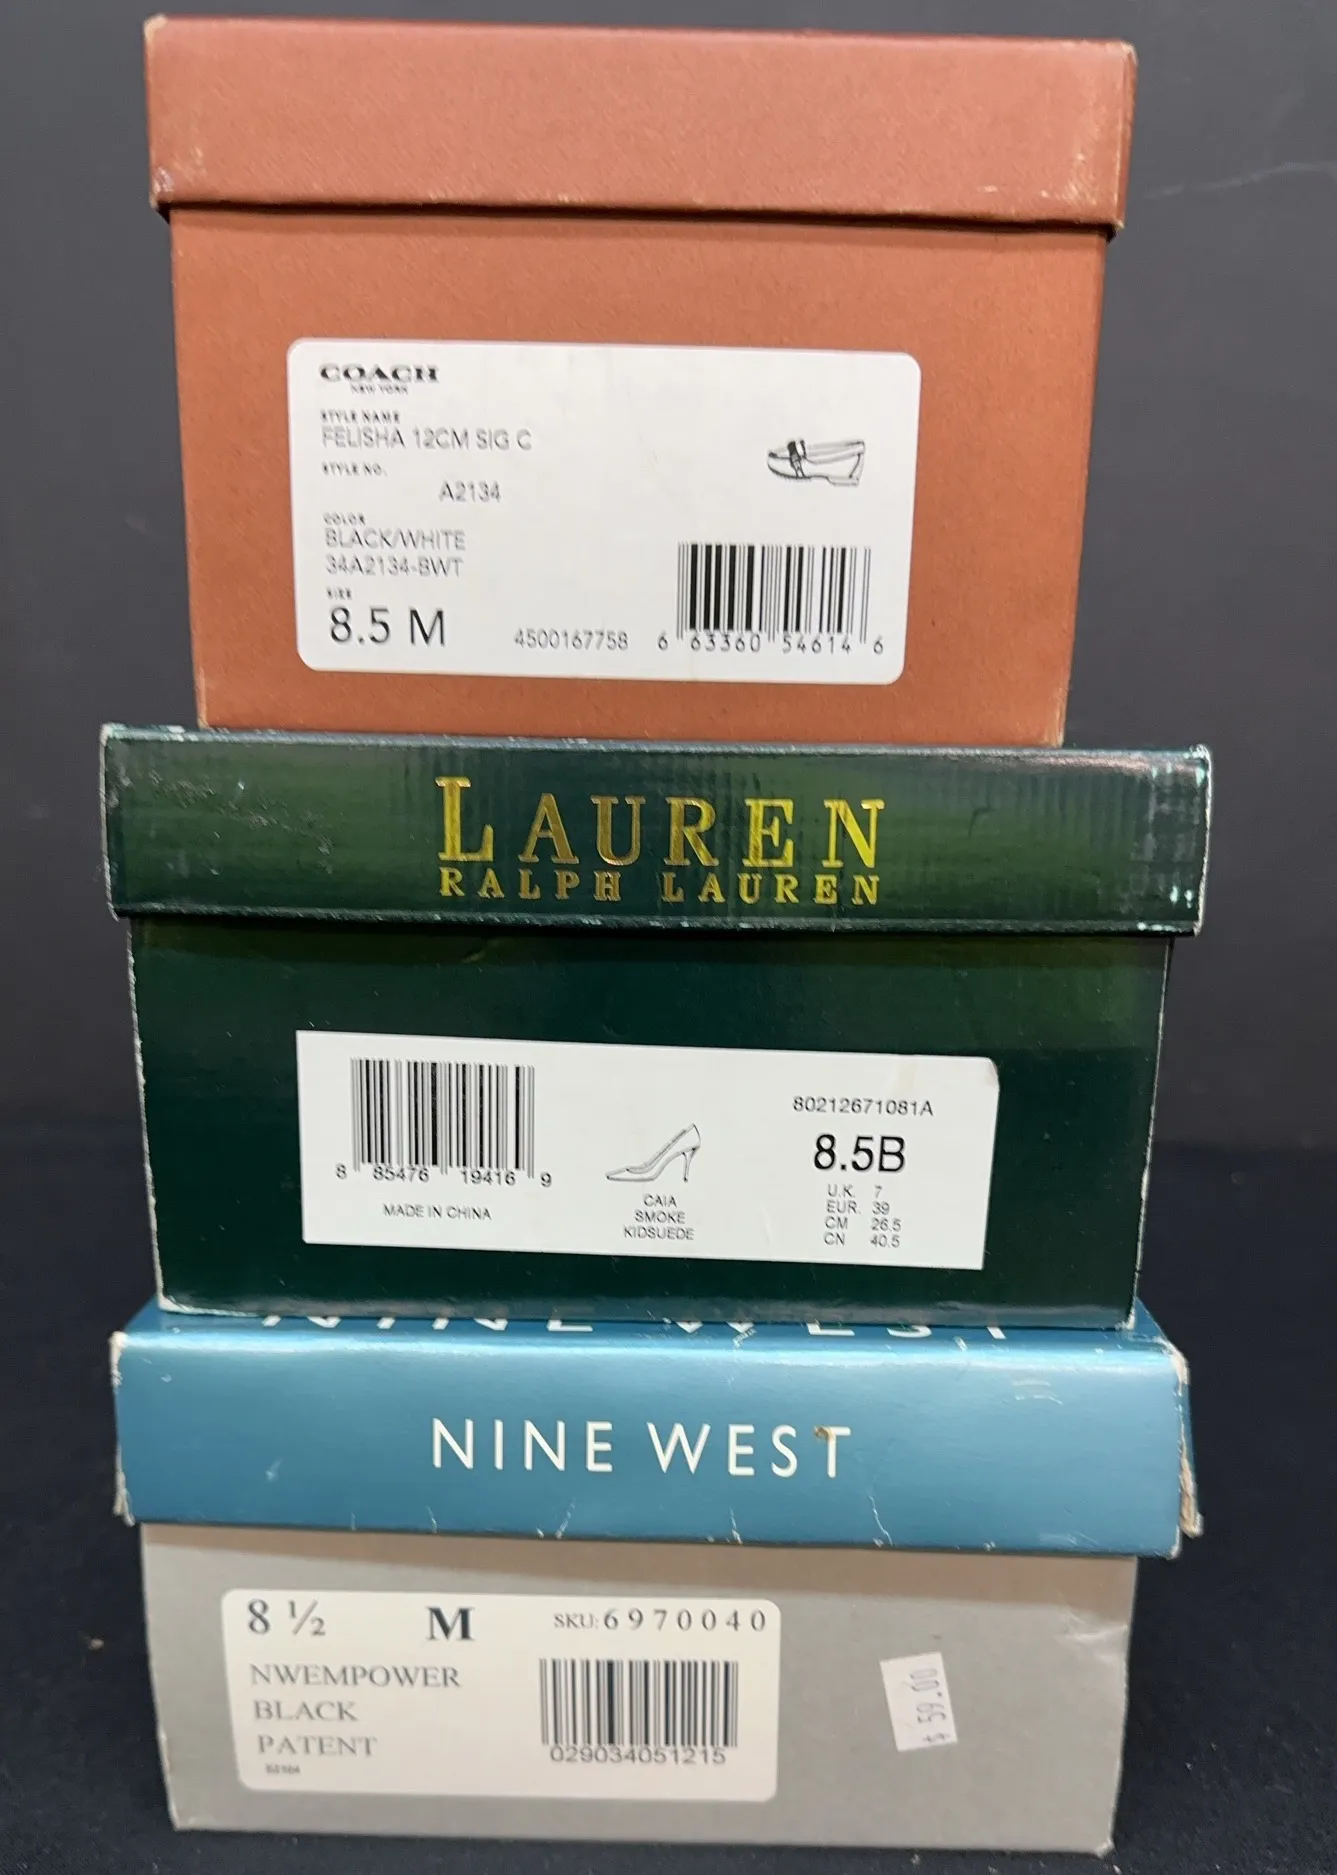 COACH
NEW YORK
STYLE NAME
FELISHA 12CM SIG C
STYLE NO.
A2134
COLOR
BLACK/WHITE
34A2134-BWT
SIZE
8.5 M
4500167758
6 63360 54614 6
LAUREN
RALPH LAUREN
8 85476 19416 9
MADE IN CHINA
CAIA
SMOKE
KIDSUEDE
80212671081A
8.5B
U.K. 7
EUR. 39
CM 26.5
CN 40.5
NINE WEST
NINE WEST
8 ½ M SKU: 6970040
NWEMPOWER
BLACK
PATENT
029034051215
$ 59.00